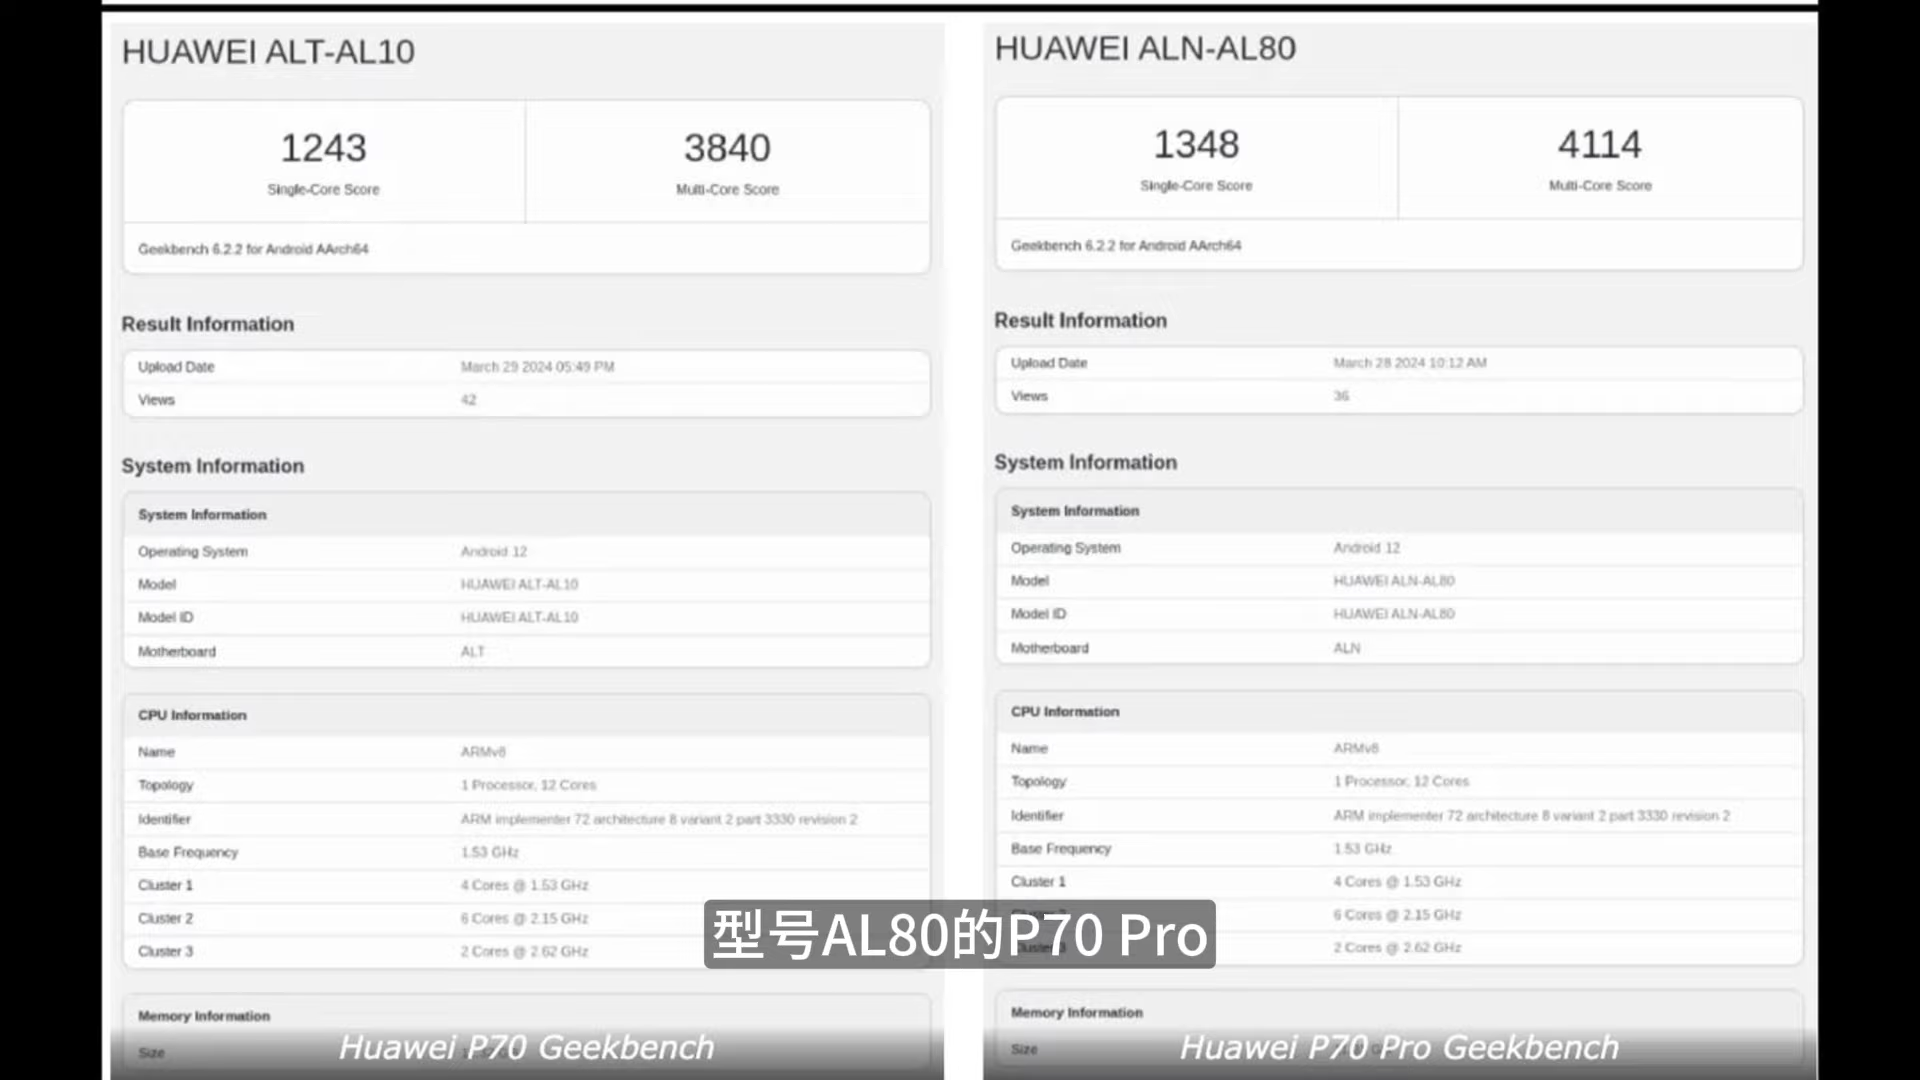 HUAWEI ALT-AL10
1243
3840
Single-Core Score
Multi-Core Score
Geekbench 6.2.2 for Android AArch64
Result Information
Upload Date March 29 2024 05:49 PM
Views 42
System Information
System Information
Operating System Android 12
Model HUAWEI ALT-AL10
Model ID HUAWEI ALT-AL10
Motherboard ALT
CPU Information
Name ARMv8
Topology 1 Processor, 12 Cores
Identifier ARM implementer 72 architecture 8 variant 2 part 3330 revision 2
Base Frequency 1.53 GHz
Cluster 1 4 Cores @ 1.53 GHz
Cluster 2 6 Cores @ 2.15 GHz
Cluster 3 2 Cores @ 2.62 GHz
Memory Information
Size
Huawei P70 Geekbench
HUAWEI ALN-AL80
1348
4114
Single-Core Score
Multi-Core Score
Geekbench 6.2.2 for Android AArch64
Result Information
Upload Date March 28 2024 10:12 AM
Views 36
System Information
System Information
Operating System Android 12
Model HUAWEI ALN-AL80
Model ID HUAWEI ALN-AL80
Motherboard ALN
CPU Information
Name ARMv8
Topology 1 Processor, 12 Cores
Identifier ARM implementer 72 architecture 8 variant 2 part 3330 revision 2
Base Frequency 1.53 GHz
Cluster 1 4 Cores @ 1.53 GHz
6 Cores @ 2.15 GHz
2 Cores @ 2.62 GHz
Memory Information
Size
Huawei P70 Pro Geekbench
型号AL80的P70 Pro